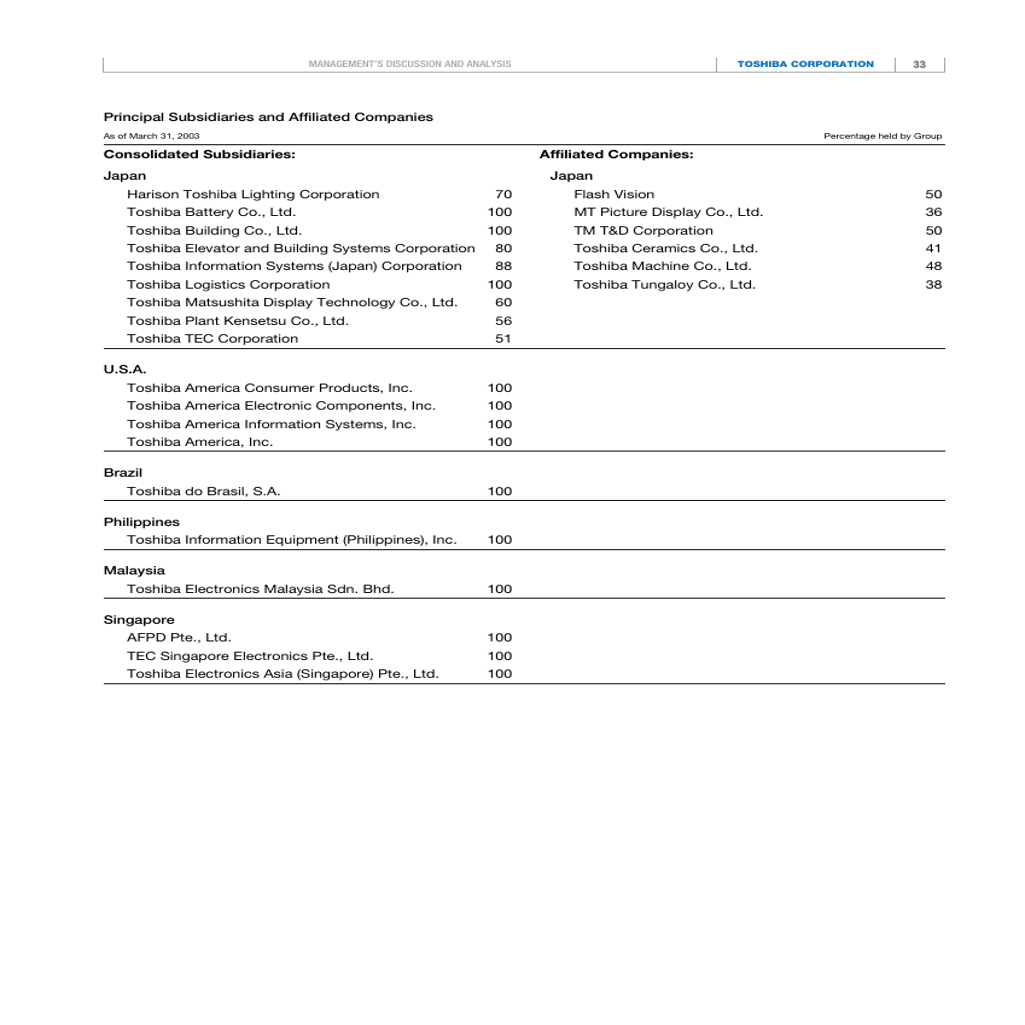 MANAGEMENT'S DISCUSSION AND ANALYSIS TOSHIBA CORPORATION 33
Principal Subsidiaries and Affiliated Companies
As of March 31, 2003 Percentage held by Group
Consolidated Subsidiaries: Affiliated Companies:
Japan Japan
Harison Toshiba Lighting Corporation 70 Flash Vision 50
Toshiba Battery Co., Ltd. 100 MT Picture Display Co., Ltd. 36
Toshiba Building Co., Ltd. 100 TM T&D Corporation 50
Toshiba Elevator and Building Systems Corporation 80 Toshiba Ceramics Co., Ltd. 41
Toshiba Information Systems (Japan) Corporation 88 Toshiba Machine Co., Ltd. 48
Toshiba Logistics Corporation 100 Toshiba Tungaloy Co., Ltd. 38
Toshiba Matsushita Display Technology Co., Ltd. 60
Toshiba Plant Kensetsu Co., Ltd. 56
Toshiba TEC Corporation 51
U.S.A.
Toshiba America Consumer Products, Inc. 100
Toshiba America Electronic Components, Inc. 100
Toshiba America Information Systems, Inc. 100
Toshiba America, Inc. 100
Brazil
Toshiba do Brasil, S.A. 100
Philippines
Toshiba Information Equipment (Philippines), Inc. 100
Malaysia
Toshiba Electronics Malaysia Sdn. Bhd. 100
Singapore
AFPD Pte., Ltd. 100
TEC Singapore Electronics Pte., Ltd. 100
Toshiba Electronics Asia (Singapore) Pte., Ltd. 100